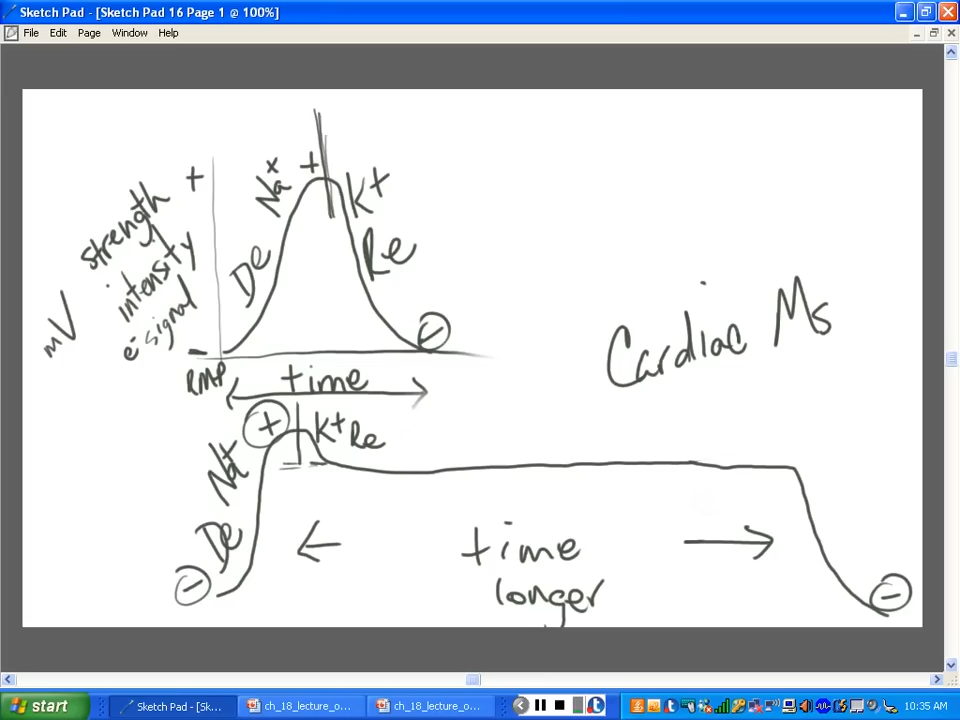 Sketch Pad - [Sketch Pad 16 Page 1 @ 100%]
File Edit Page Window Help
+
Na+
+
K+
De
Re
mV
strength
intensity
e- signal
-
RMP
time
-
Cardiac Ms
+
K+ Re
Na+
De
time
longer
-
-
start
Sketch Pad - [Sk...
ch_18_lecture_o...
ch_18_lecture_o...
10:35 AM